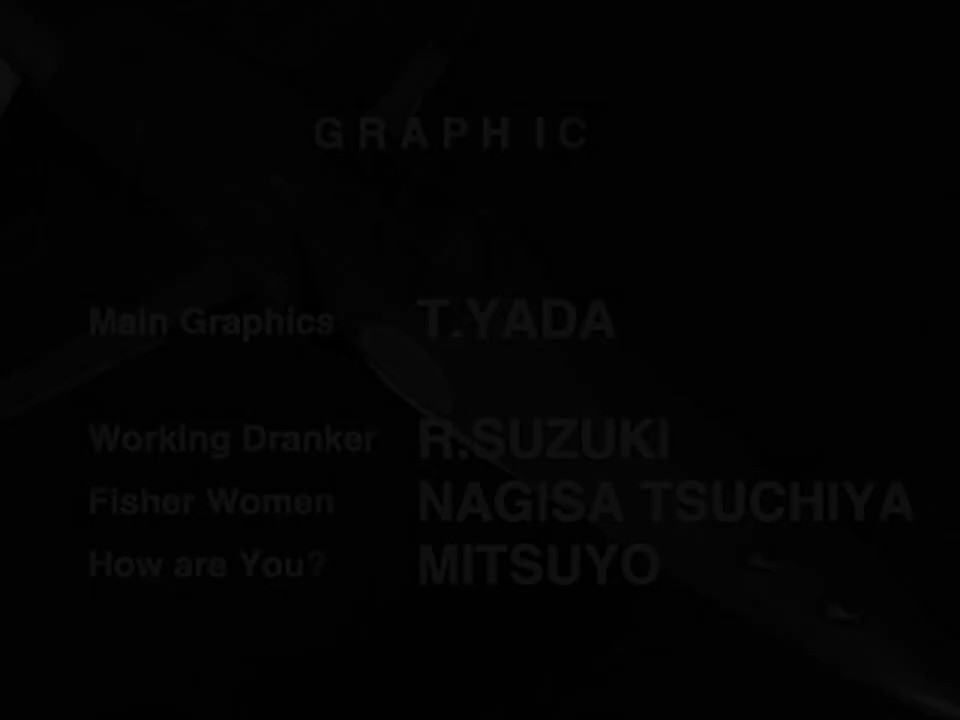 GRAPHIC
Main Graphics T.YADA
Working Dranker R.SUZUKI
Fisher Women NAGISA TSUCHIYA
How are You? MITSUYO